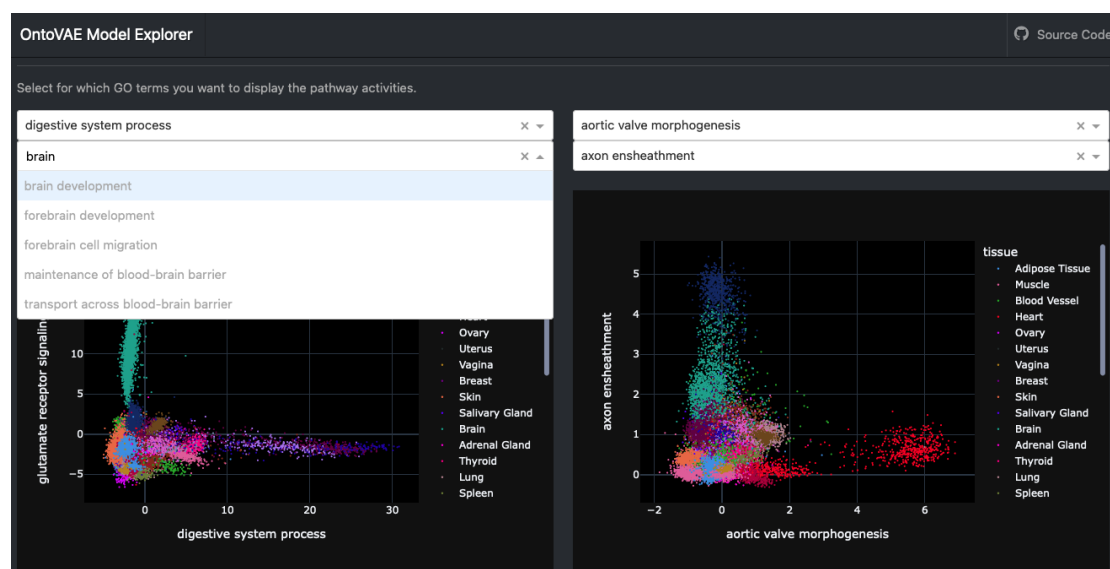 OntoVAE Model Explorer
Source Code
Select for which GO terms you want to display the pathway activities.
digestive system process
brain
brain development
forebrain development
forebrain cell migration
maintenance of blood-brain barrier
transport across blood-brain barrier
glutamate receptor signaling
10
5
0
−5
0
10
20
30
digestive system process
Ovary
Uterus
Vagina
Breast
Skin
Salivary Gland
Brain
Adrenal Gland
Thyroid
Lung
Spleen
aortic valve morphogenesis
axon ensheathment
axon ensheathment
5
4
3
2
1
0
−2
0
2
4
6
aortic valve morphogenesis
tissue
Adipose Tissue
Muscle
Blood Vessel
Heart
Ovary
Uterus
Vagina
Breast
Skin
Salivary Gland
Brain
Adrenal Gland
Thyroid
Lung
Spleen